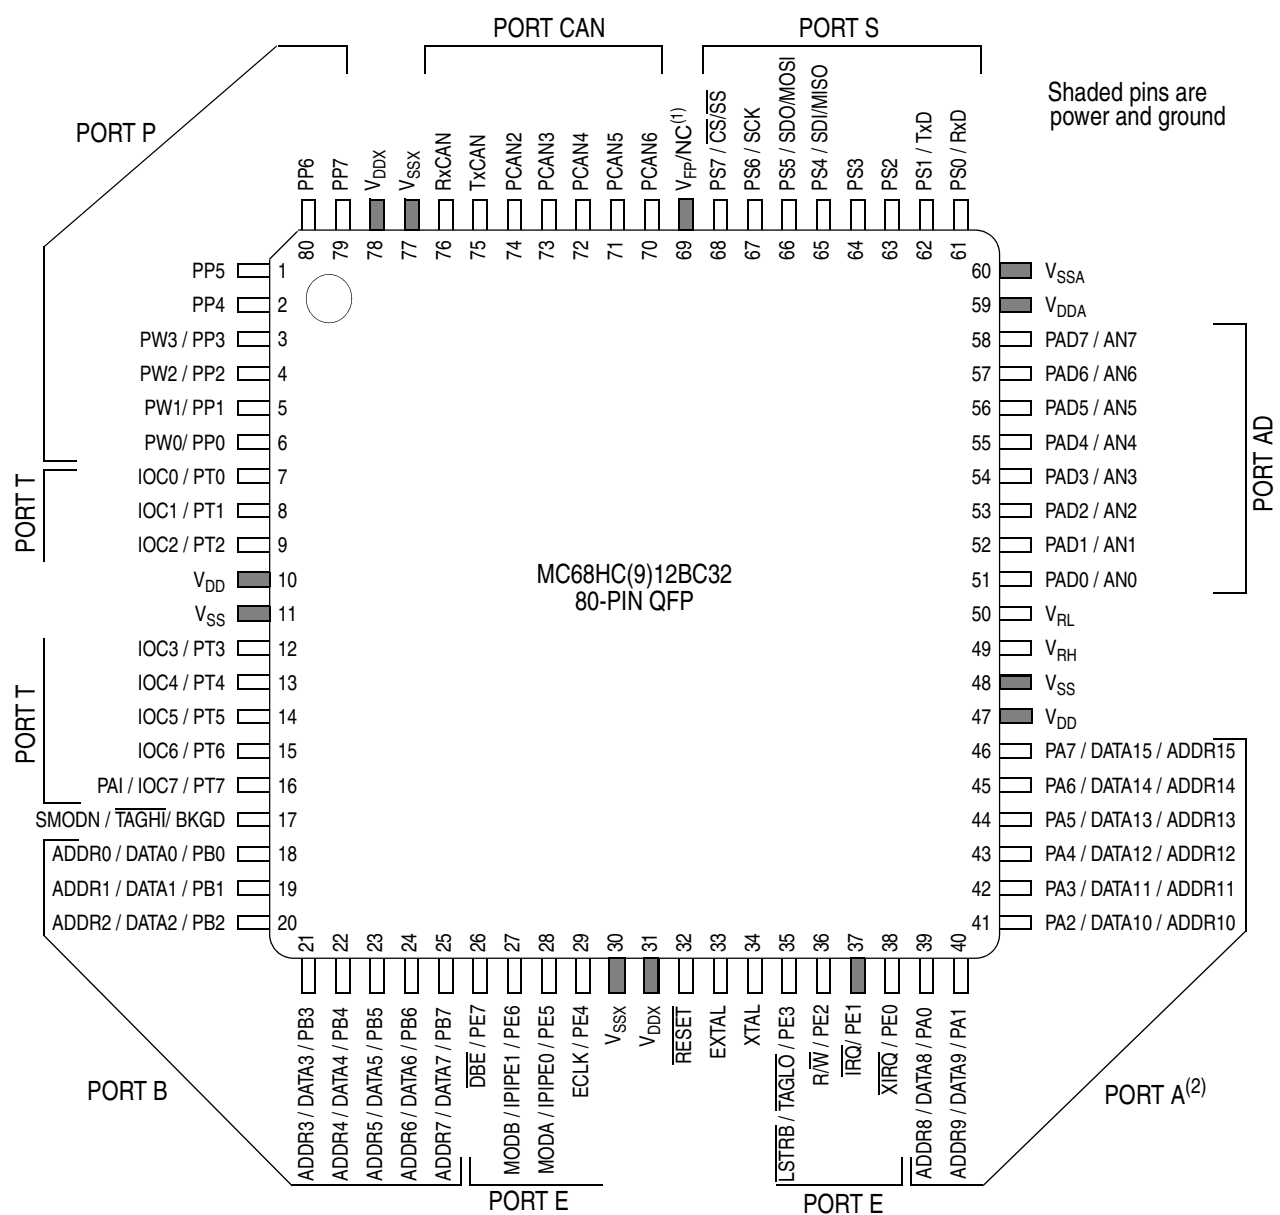 PORT CAN
PORT S
PORT P
Shaded pins are
power and ground
PP6
PP7
VDDX
VSSX
RxCAN
TxCAN
PCAN2
PCAN3
PCAN4
PCAN5
PCAN6
VFP/NC(1)
PS7 / CS/SS
PS6 / SCK
PS5 / SDO/MOSI
PS4 / SDI/MISO
PS3
PS2
PS1 / TxD
PS0 / RxD
80
79
78
77
76
75
74
73
72
71
70
69
68
67
66
65
64
63
62
61
PP5 1
PP4 2
PW3 / PP3 3
PW2 / PP2 4
PW1/ PP1 5
PW0/ PP0 6
IOC0 / PT0 7
IOC1 / PT1 8
IOC2 / PT2 9
VDD 10
VSS 11
IOC3 / PT3 12
IOC4 / PT4 13
IOC5 / PT5 14
IOC6 / PT6 15
PAI / IOC7 / PT7 16
SMODN / TAGHI/ BKGD 17
ADDR0 / DATA0 / PB0 18
ADDR1 / DATA1 / PB1 19
ADDR2 / DATA2 / PB2 20
PORT T
PORT T
MC68HC(9)12BC32
80-PIN QFP
60 VSSA
59 VDDA
58 PAD7 / AN7
57 PAD6 / AN6
56 PAD5 / AN5
55 PAD4 / AN4
54 PAD3 / AN3
53 PAD2 / AN2
52 PAD1 / AN1
51 PAD0 / AN0
50 VRL
49 VRH
48 VSS
47 VDD
46 PA7 / DATA15 / ADDR15
45 PA6 / DATA14 / ADDR14
44 PA5 / DATA13 / ADDR13
43 PA4 / DATA12 / ADDR12
42 PA3 / DATA11 / ADDR11
41 PA2 / DATA10 / ADDR10
PORT AD
21
22
23
24
25
26
27
28
29
30
31
32
33
34
35
36
37
38
39
40
ADDR3 / DATA3 / PB3
ADDR4 / DATA4 / PB4
ADDR5 / DATA5 / PB5
ADDR6 / DATA6 / PB6
ADDR7 / DATA7 / PB7
DBE / PE7
MODB / IPIPE1 / PE6
MODA / IPIPE0 / PE5
ECLK / PE4
VSSX
VDDX
RESET
EXTAL
XTAL
LSTRB / TAGLO / PE3
R/W / PE2
IRQ/ PE1
XIRQ / PE0
ADDR8 / DATA8 / PA0
ADDR9 / DATA9 / PA1
PORT B
PORT A(2)
PORT E
PORT E